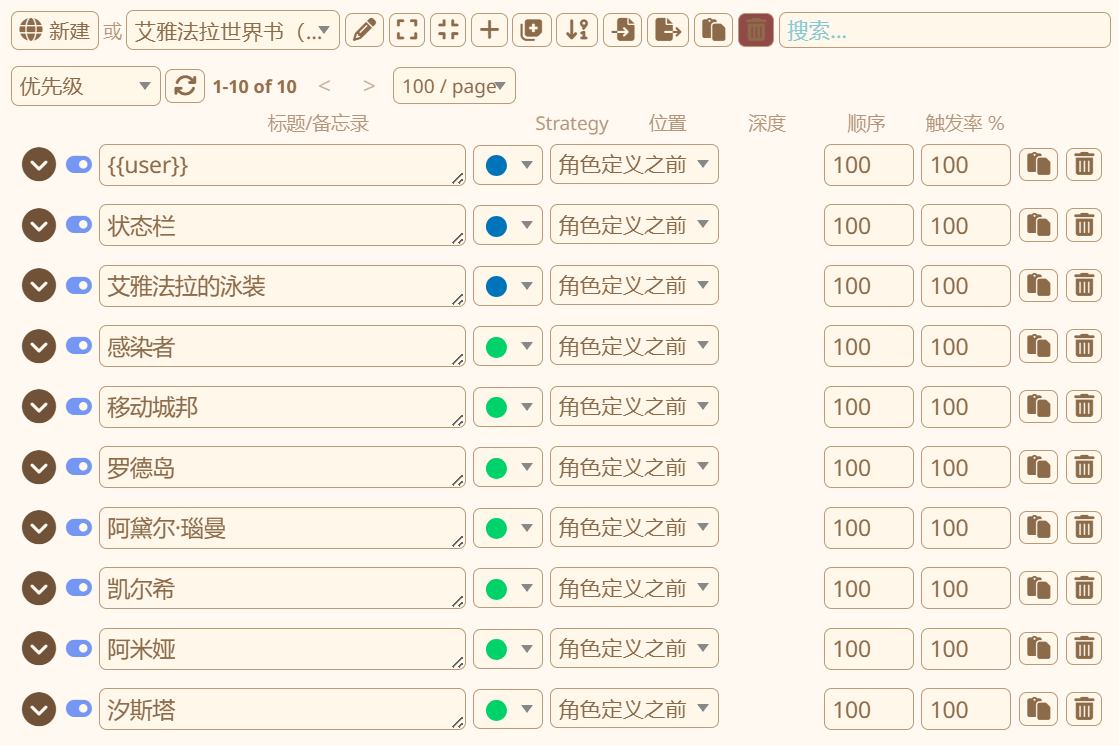 新建 或 艾雅法拉世界书（... 搜索...
优先级 1-10 of 10 < > 100 / page
标题/备忘录 Strategy 位置 深度 顺序 触发率 %
{{user}} 角色定义之前 100 100
状态栏 角色定义之前 100 100
艾雅法拉的泳装 角色定义之前 100 100
感染者 角色定义之前 100 100
移动城邦 角色定义之前 100 100
罗德岛 角色定义之前 100 100
阿黛尔·瑙曼 角色定义之前 100 100
凯尔希 角色定义之前 100 100
阿米娅 角色定义之前 100 100
汐斯塔 角色定义之前 100 100